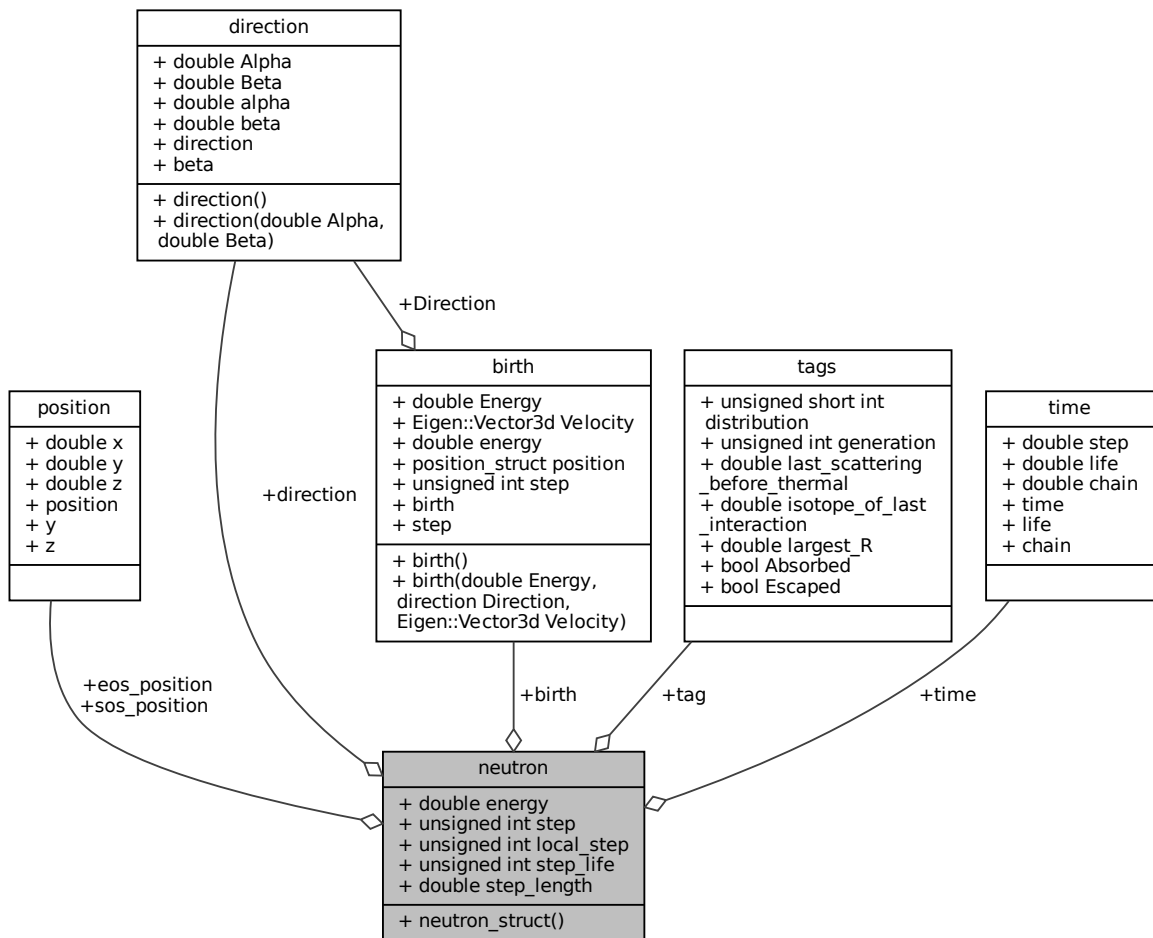 direction
+ double Alpha
+ double Beta
+ double alpha
+ double beta
+ direction
+ beta
+ direction()
+ direction(double Alpha,
double Beta)
+Direction
position
+ double x
+ double y
+ double z
+ position
+ y
+ z
+direction
birth
+ double Energy
+ Eigen::Vector3d Velocity
+ double energy
+ position_struct position
+ unsigned int step
+ birth
+ step
+ birth()
+ birth(double Energy,
direction Direction,
Eigen::Vector3d Velocity)
tags
+ unsigned short int
distribution
+ unsigned int generation
+ double last_scattering
_before_thermal
+ double isotope_of_last
_interaction
+ double largest_R
+ bool Absorbed
+ bool Escaped
time
+ double step
+ double life
+ double chain
+ time
+ life
+ chain
+eos_position
+sos_position
+birth
+tag
+time
neutron
+ double energy
+ unsigned int step
+ unsigned int local_step
+ unsigned int step_life
+ double step_length
+ neutron_struct()